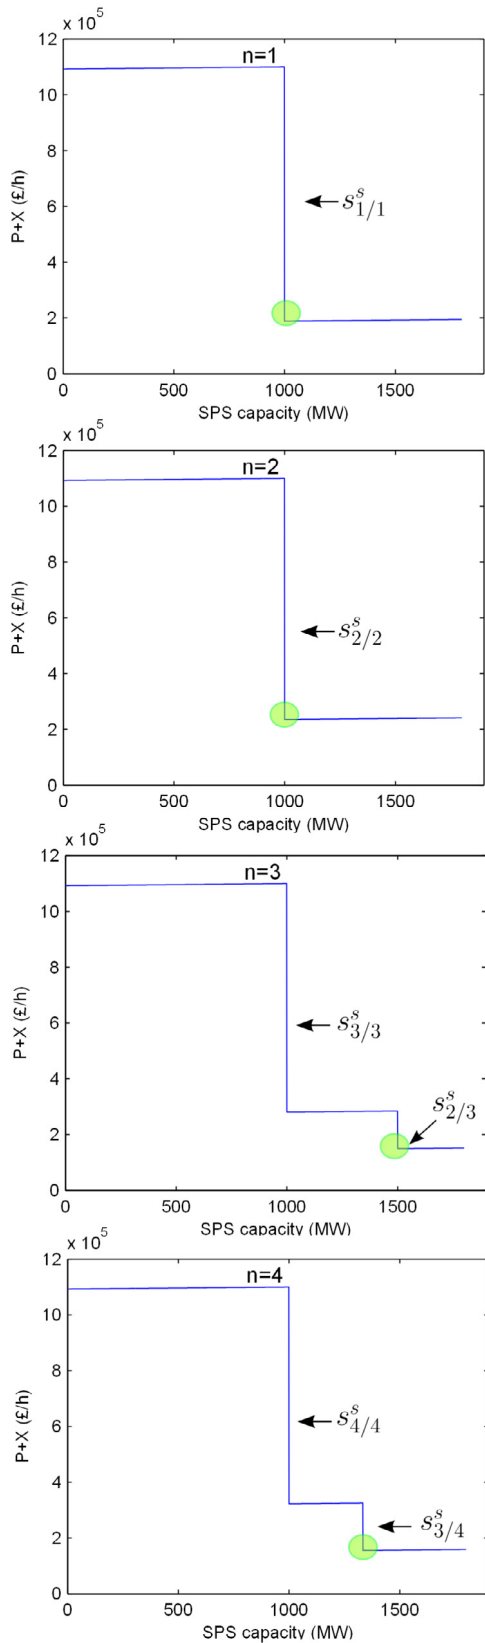 x 10^5
12
n=1
10
8
P+X (£/h)
6
s^s_{1/1}
4
2
0
0 500 1000 1500
SPS capacity (MW)
x 10^5
12
n=2
10
8
P+X (£/h)
6
s^s_{2/2}
4
2
0
0 500 1000 1500
SPS capacity (MW)
x 10^5
12
n=3
10
8
P+X (£/h)
6
s^s_{3/3}
4
s^s_{2/3}
2
0
0 500 1000 1500
SPS capacity (MW)
x 10^5
12
n=4
10
8
P+X (£/h)
6
s^s_{4/4}
4
s^s_{3/4}
2
0
0 500 1000 1500
SPS capacity (MW)